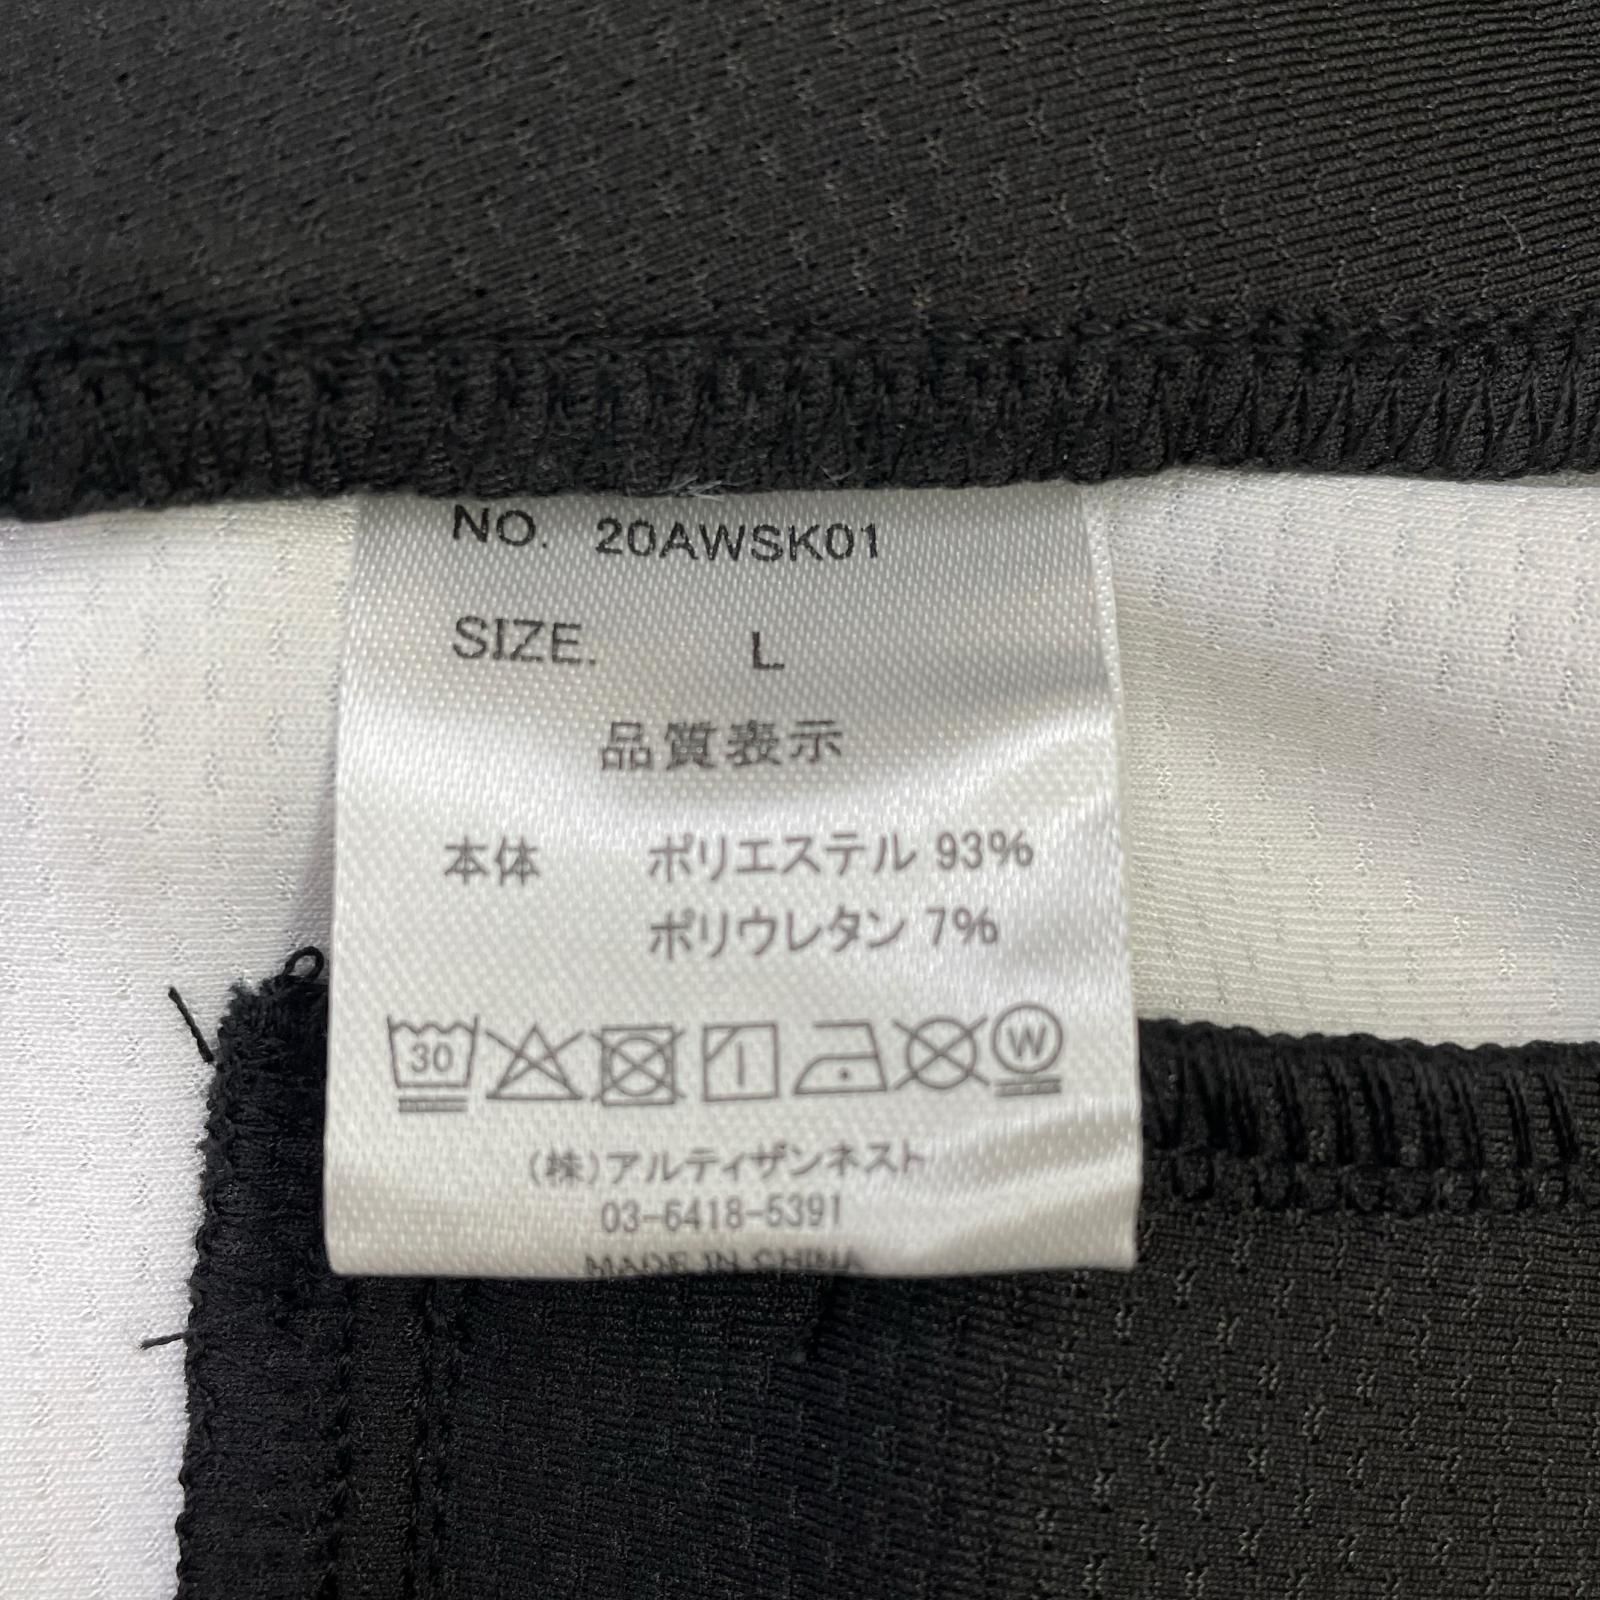 NO. 20AWSK01
SIZE. L
品質表示
本体 ポリエステル 93%
ポリウレタン 7%
30
W
(株)アルティザンネスト
03-6418-5391
MADE IN CHINA